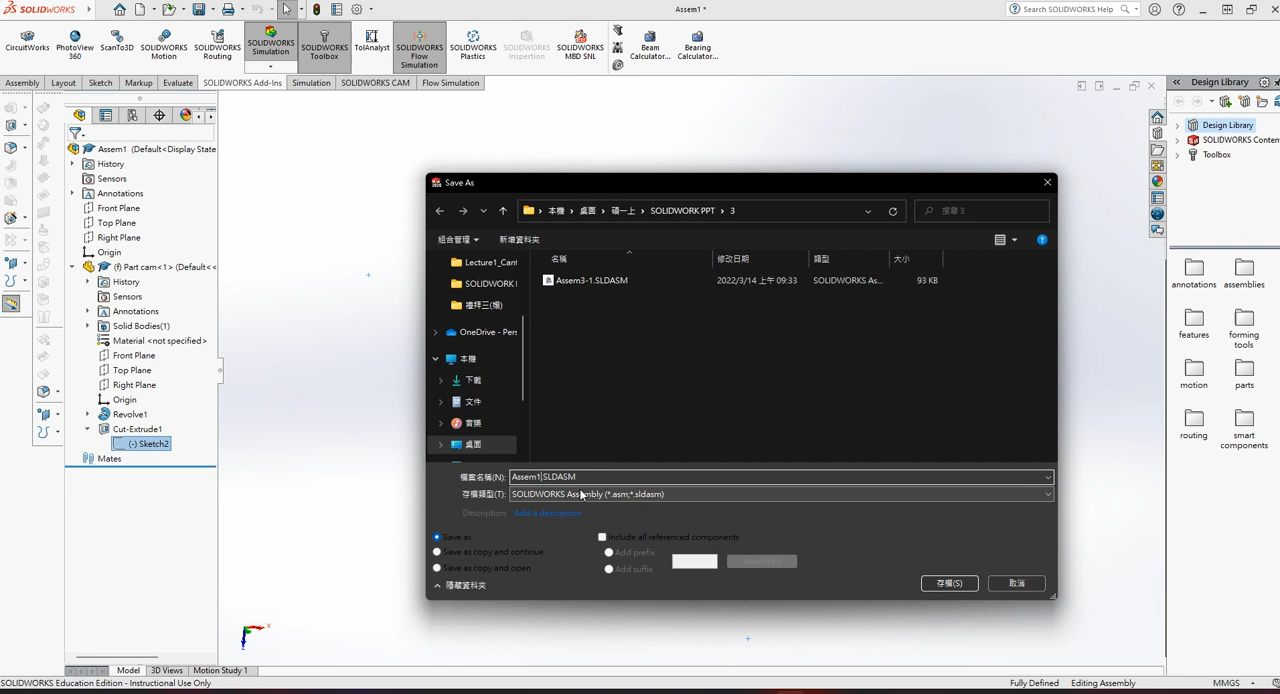 SOLIDWORKS
Assem1 *
Search SOLIDWORKS Help
CircuitWorks
PhotoView 360
ScanTo3D
SOLIDWORKS Motion
SOLIDWORKS Routing
SOLIDWORKS Simulation
SOLIDWORKS Toolbox
TolAnalyst
SOLIDWORKS Flow Simulation
SOLIDWORKS Plastics
SOLIDWORKS Inspection
SOLIDWORKS MBD SNL
Beam Calculator...
Bearing Calculator...
Assembly
Layout
Sketch
Markup
Evaluate
SOLIDWORKS Add-Ins
Simulation
SOLIDWORKS CAM
Flow Simulation
Assem1 (Default<Display State
History
Sensors
Annotations
Front Plane
Top Plane
Right Plane
Origin
(f) Part cam<1> (Default<<
History
Sensors
Annotations
Solid Bodies(1)
Material <not specified>
Front Plane
Top Plane
Right Plane
Origin
Revolve1
Cut-Extrude1
(-) Sketch2
Mates
Save As
本機 › 桌面 › 碩一上 › SOLIDWORK PPT › 3
搜尋 3
組合管理
新增資料夾
名稱
修改日期
類型
大小
Assem3-1.SLDASM
2022/3/14 上午 09:33
SOLIDWORKS As...
93 KB
Lecture1_Cant
SOLIDWORK
禮拜三(楊)
OneDrive - Pers
本機
下載
文件
音樂
桌面
檔案名稱(N):
Assem1.SLDASM
存檔類型(T):
SOLIDWORKS Assembly (*.asm;*.sldasm)
Description:
Add a description
Save as
Save as copy and continue
Save as copy and open
Include all referenced components
Add prefix
Add suffix
Advanced
隱藏資料夾
存檔(S)
取消
Design Library
Design Library
SOLIDWORKS Conten
Toolbox
annotations
assemblies
features
forming tools
motion
parts
routing
smart components
Model
3D Views
Motion Study 1
SOLIDWORKS Education Edition - Instructional Use Only
Fully Defined
Editing Assembly
MMGS